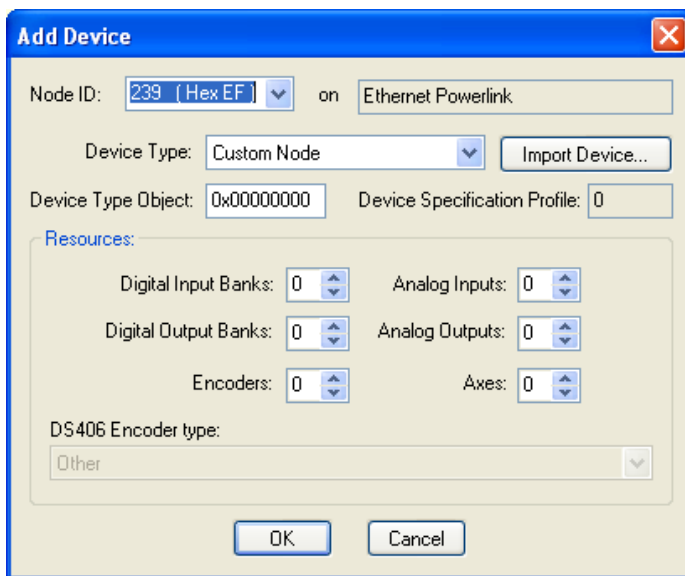 Add Device
Node ID: 239 (Hex EF) on Ethernet Powerlink
Device Type: Custom Node Import Device...
Device Type Object: 0x00000000 Device Specification Profile: 0
Resources:
Digital Input Banks: 0 Analog Inputs: 0
Digital Output Banks: 0 Analog Outputs: 0
Encoders: 0 Axes: 0
DS406 Encoder type:
Other
OK Cancel